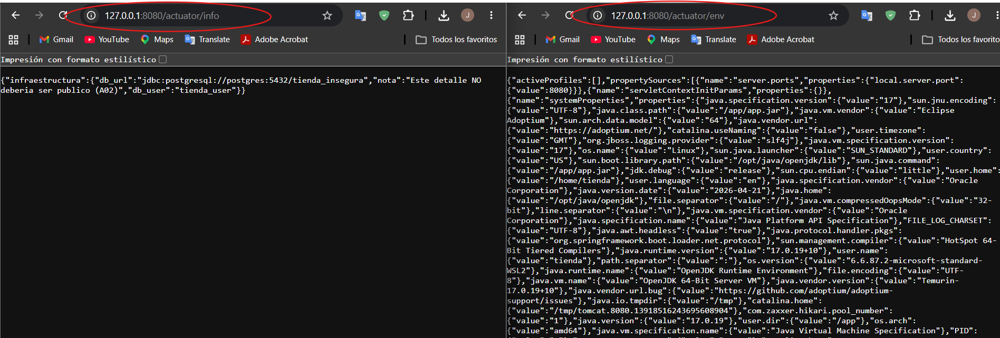 127.0.0.1:8080/actuator/info
J
Gmail YouTube Maps Translate Adobe Acrobat Todos los favoritos
Impresión con formato estilístico
{"infraestructura":{"db_url":"jdbc:postgresql://postgres:5432/tienda_insegura","nota":"Este detalle NO
deberia ser publico (A02)","db_user":"tienda_user"}}
127.0.0.1:8080/actuator/env
J
Gmail YouTube Maps Translate Adobe Acrobat Todos los favorito
Impresión con formato estilístico
{"activeProfiles":[],"propertySources":[{"name":"server.ports","properties":{"local.server.port":
{"value":8080}}},{"name":"servletContextInitParams","properties":{}},
{"name":"systemProperties","properties":{"java.specification.version":{"value":"17"},"sun.jnu.encoding":
{"value":"UTF-8"},"java.class.path":{"value":"/app/app.jar"},"java.vm.vendor":{"value":"Eclipse
Adoptium"},"sun.arch.data.model":{"value":"64"},"java.vendor.url":
{"value":"https://adoptium.net/"},"catalina.useNaming":{"value":"false"},"user.timezone":
{"value":"GMT"},"org.jboss.logging.provider":{"value":"slf4j"},"java.vm.specification.version":
{"value":"17"},"os.name":{"value":"Linux"},"sun.java.launcher":{"value":"SUN_STANDARD"},"user.country":
{"value":"US"},"sun.boot.library.path":{"value":"/opt/java/openjdk/lib"},"sun.java.command":
{"value":"/app/app.jar"},"jdk.debug":{"value":"release"},"sun.cpu.endian":{"value":"little"},"user.home":
{"value":"/home/tienda"},"user.language":{"value":"en"},"java.specification.vendor":{"value":"Oracle
Corporation"},"java.version.date":{"value":"2026-04-21"},"java.home":
{"value":"/opt/java/openjdk"},"file.separator":{"value":"/"},"java.vm.compressedOopsMode":{"value":"32-
bit"},"line.separator":{"value":"\n"},"java.vm.specification.vendor":{"value":"Oracle
Corporation"},"java.specification.name":{"value":"Java Platform API Specification"},"FILE_LOG_CHARSET":
{"value":"UTF-8"},"java.awt.headless":{"value":"true"},"java.protocol.handler.pkgs":
{"value":"org.springframework.boot.loader.net.protocol"},"sun.management.compiler":{"value":"HotSpot 64-
Bit Tiered Compilers"},"java.runtime.version":{"value":"17.0.19+10"},"user.name":
{"value":"tienda"},"path.separator":{"value":":"},"os.version":{"value":"6.6.87.2-microsoft-standard-
WSL2"},"java.runtime.name":{"value":"OpenJDK Runtime Environment"},"file.encoding":{"value":"UTF-
8"},"java.vm.name":{"value":"OpenJDK 64-Bit Server VM"},"java.vendor.version":{"value":"Temurin-
17.0.19+10"},"java.vendor.url.bug":{"value":"https://github.com/adoptium/adoptium-
support/issues"},"java.io.tmpdir":{"value":"/tmp"},"catalina.home":
{"value":"/tmp/tomcat.8080.13918516243695608904"},"com.zaxxer.hikari.pool_number":
{"value":"1"},"java.version":{"value":"17.0.19"},"user.dir":{"value":"/app"},"os.arch":
{"value":"amd64"},"java.vm.specification.name":{"value":"Java Virtual Machine Specification"},"PID":